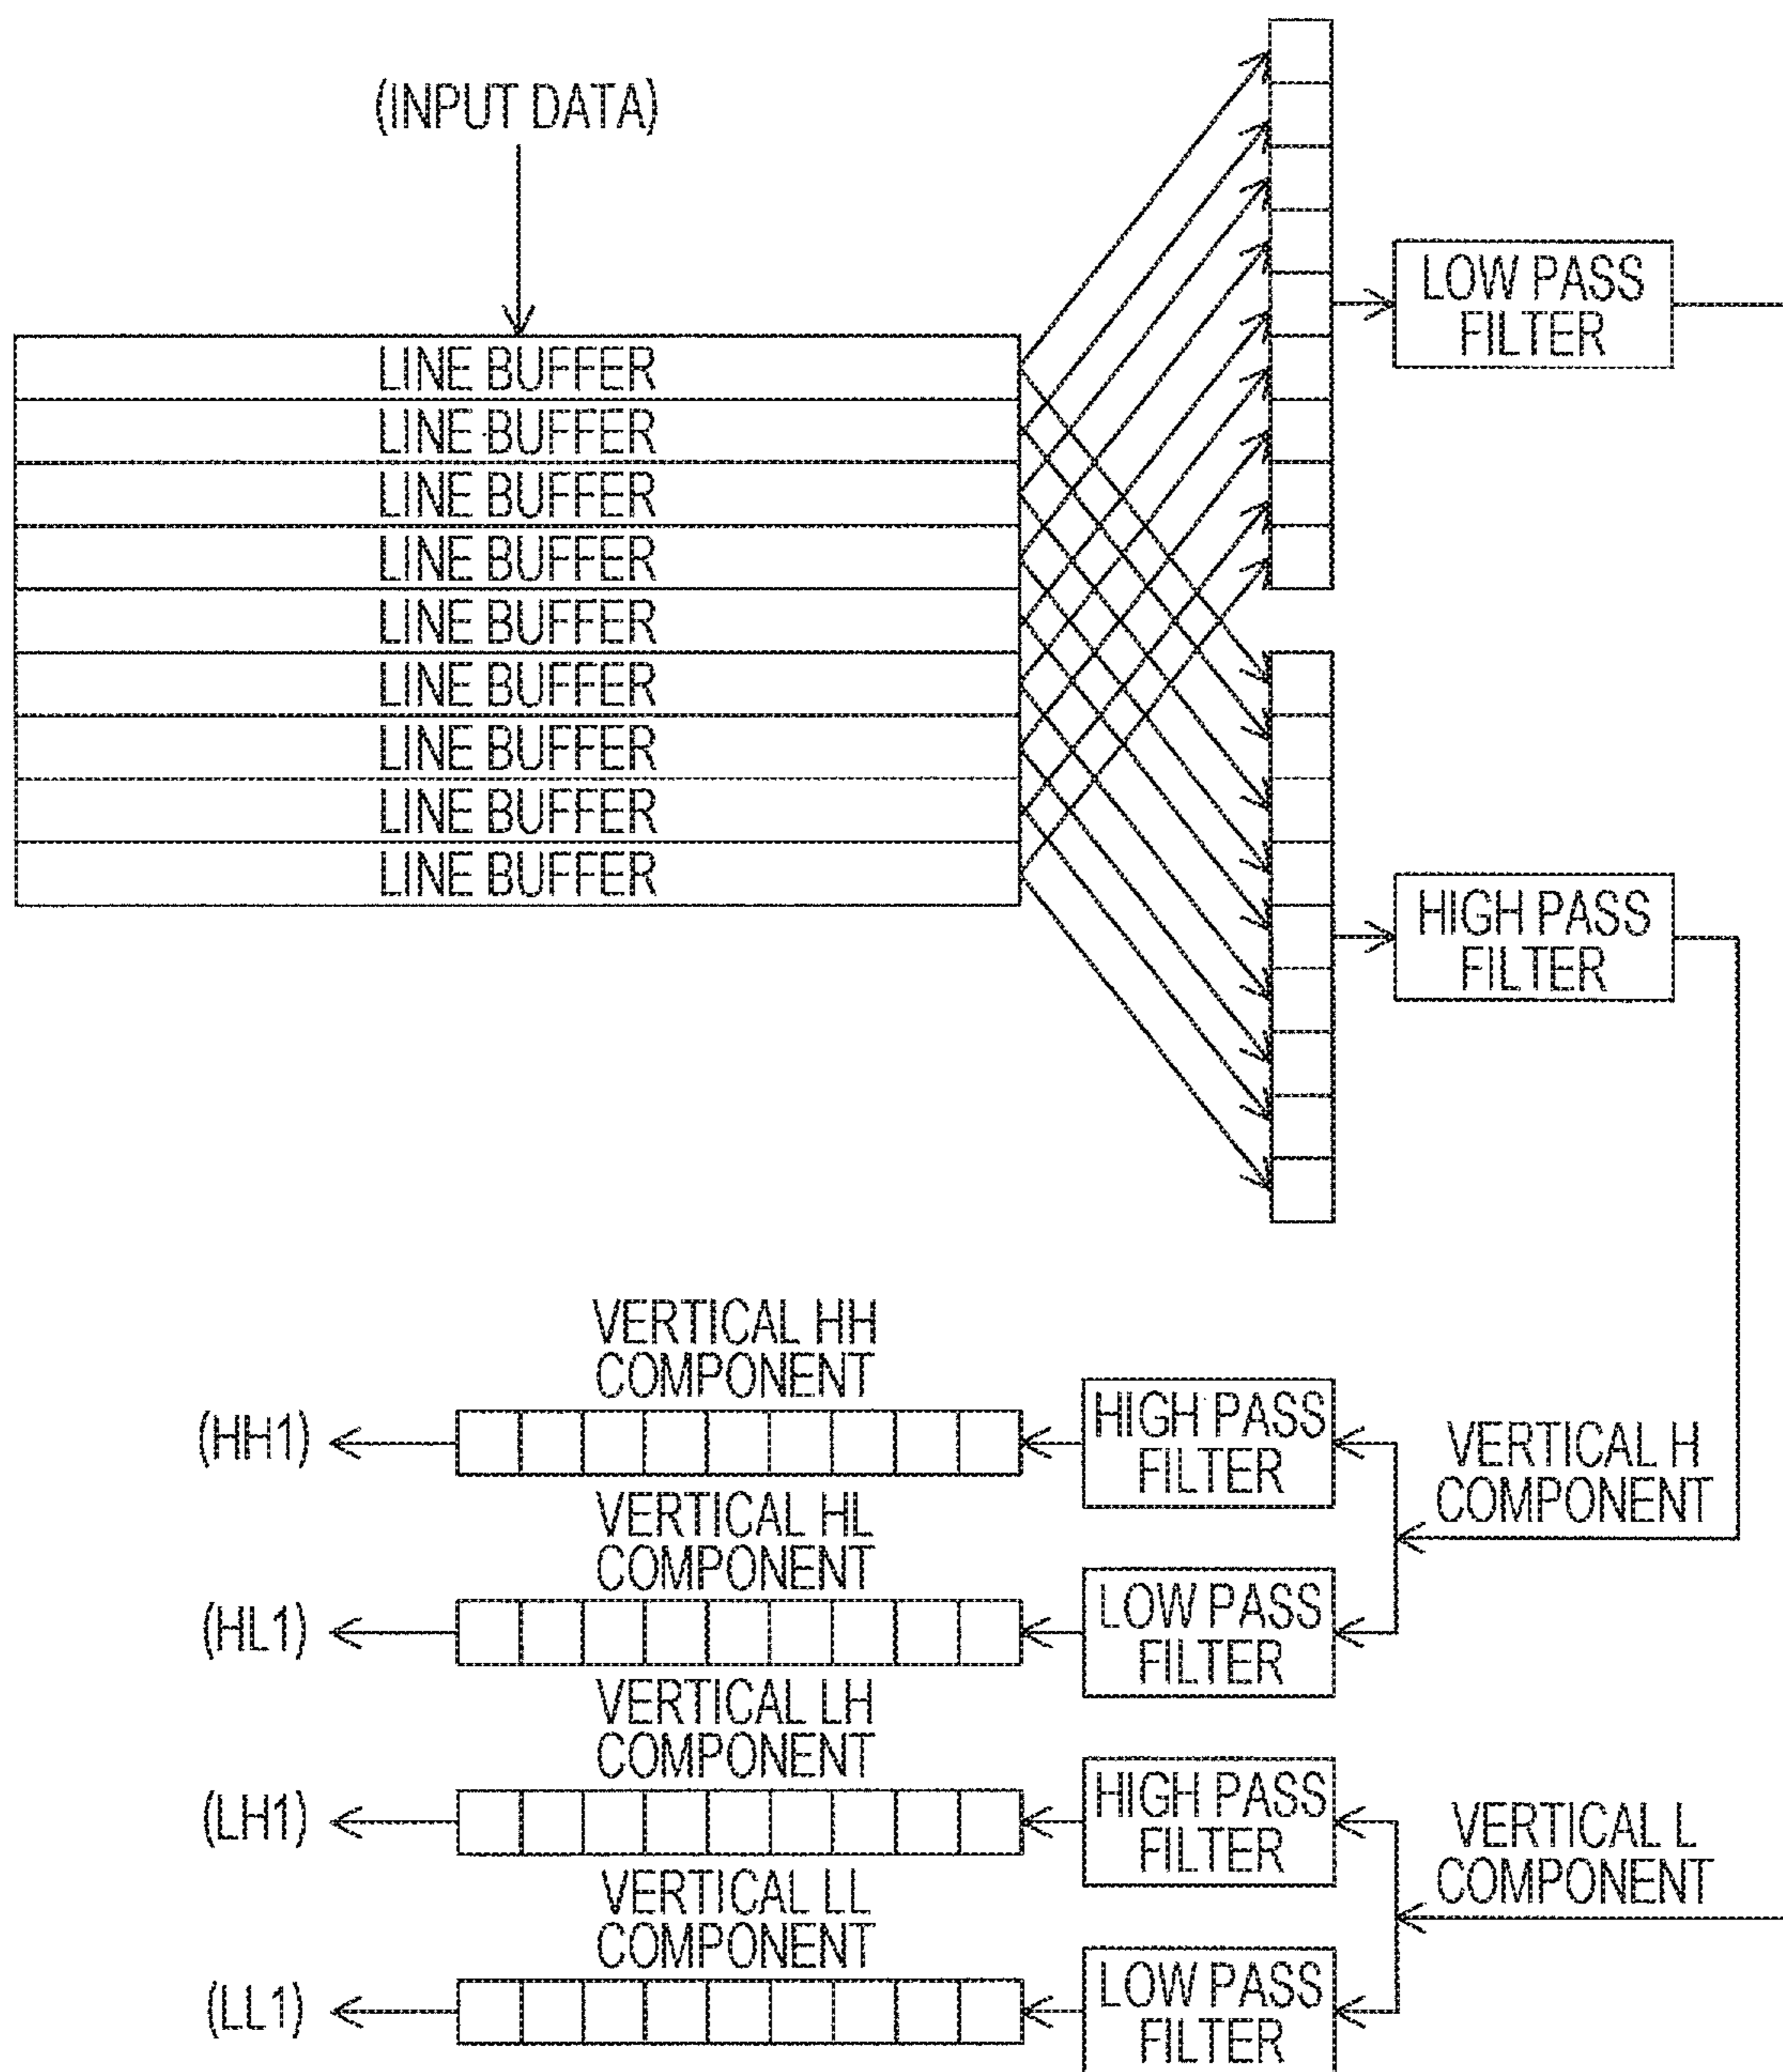 (INPUT DATA)
LINE BUFFER
LINE BUFFER
LINE BUFFER
LINE BUFFER
LINE BUFFER
LINE BUFFER
LINE BUFFER
LINE BUFFER
LINE BUFFER
LOW PASS
FILTER
HIGH PASS
FILTER
VERTICAL HH
COMPONENT
(HH1)
HIGH PASS
FILTER
VERTICAL H
COMPONENT
VERTICAL HL
COMPONENT
(HL1)
LOW PASS
FILTER
VERTICAL LH
COMPONENT
(LH1)
HIGH PASS
FILTER
VERTICAL L
COMPONENT
VERTICAL LL
COMPONENT
(LL1)
LOW PASS
FILTER